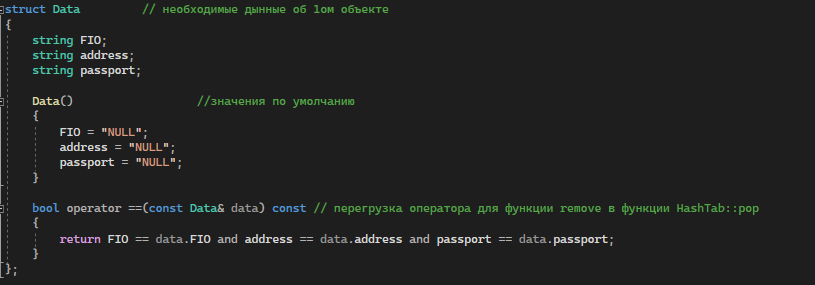 struct Data // необходимые дынные об 1ом объекте
{
string FIO;
string address;
string passport;
Data() //значения по умолчанию
{
FIO = "NULL";
address = "NULL";
passport = "NULL";
}
bool operator ==(const Data& data) const // перегрузка оператора для функции remove в функции HashTab::pop
{
return FIO == data.FIO and address == data.address and passport == data.passport;
}
};